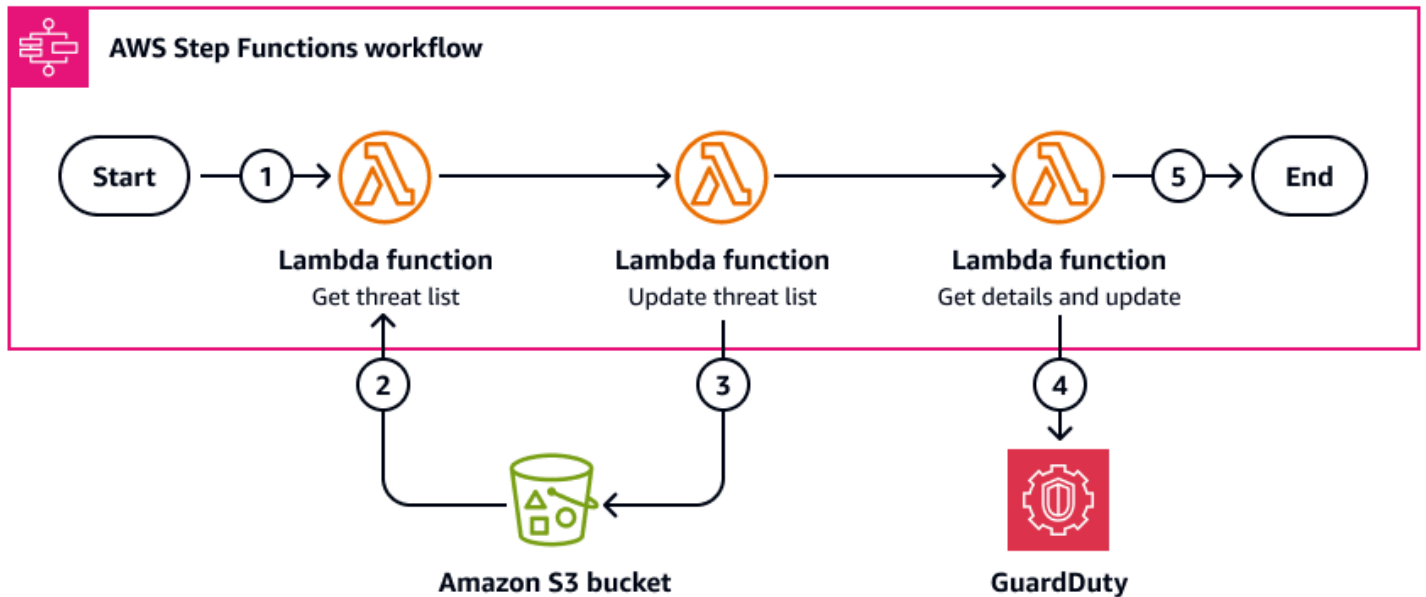 AWS Step Functions workflow
Start
1
5
End
Lambda function
Get threat list
Lambda function
Update threat list
Lambda function
Get details and update
2
3
4
Amazon S3 bucket
GuardDuty